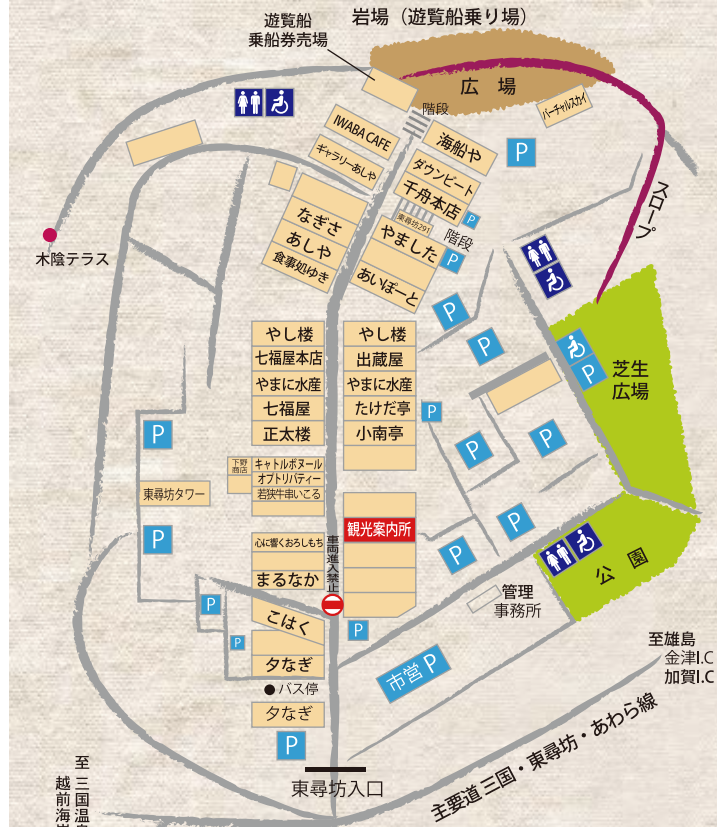 岩場（遊覧船乗り場）
遊覧船
乗船券売場
広 場
バーチャルスカイ
階段
IWABA CAFE
ギャラリーあしや
海船や
P
ダウンビート
千舟本店
P
東尋坊291
階段
スロープ
なぎさ
あしや
食事処ゆき
やました
あいぽーと
P
木陰テラス
P
P
やし楼
七福屋本店
やまに水産
七福屋
正太楼
やし楼
出蔵屋
やまに水産
たけだ亭
小南亭
P
芝生
広場
P
P
P
P
下野
商店
キャトルボヌール
オプトリバティー
若狭牛串いこる
東尋坊タワー
P
観光案内所
P
P
心に響くおろしもち
まるなか
車両進入禁止
公 園
管理
事務所
P
P
こはく
P
夕なぎ
バス停
夕なぎ
P
市営 P
至雄島
金津I.C
加賀I.C
東尋坊入口
主要道 三国・東尋坊・あわら線
至 三国温泉
越前海岸